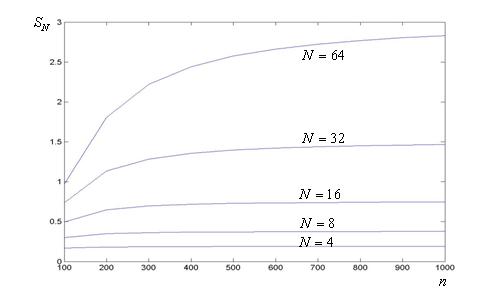 S_N
3
2.5
N = 64
2
1.5
N = 32
1
N = 16
0.5
N = 8
N = 4
0
100 200 300 400 500 600 700 800 900 1000
n